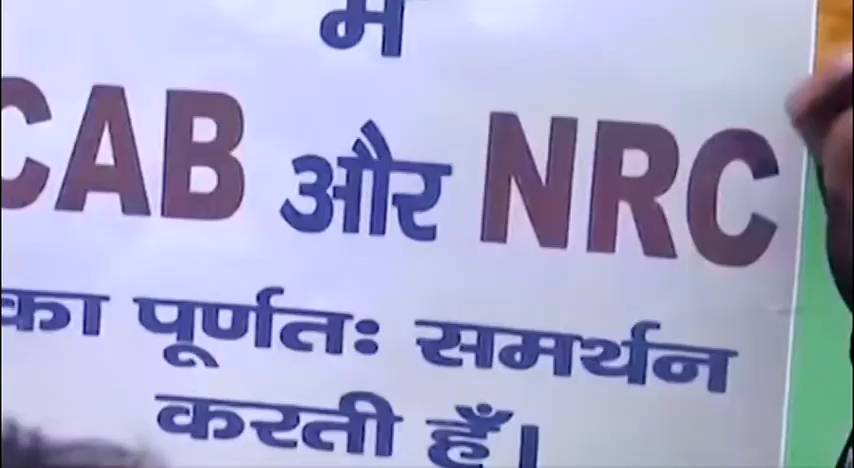 में
CAB और NRC
का पूर्णतः समर्थन
करती हूँ।